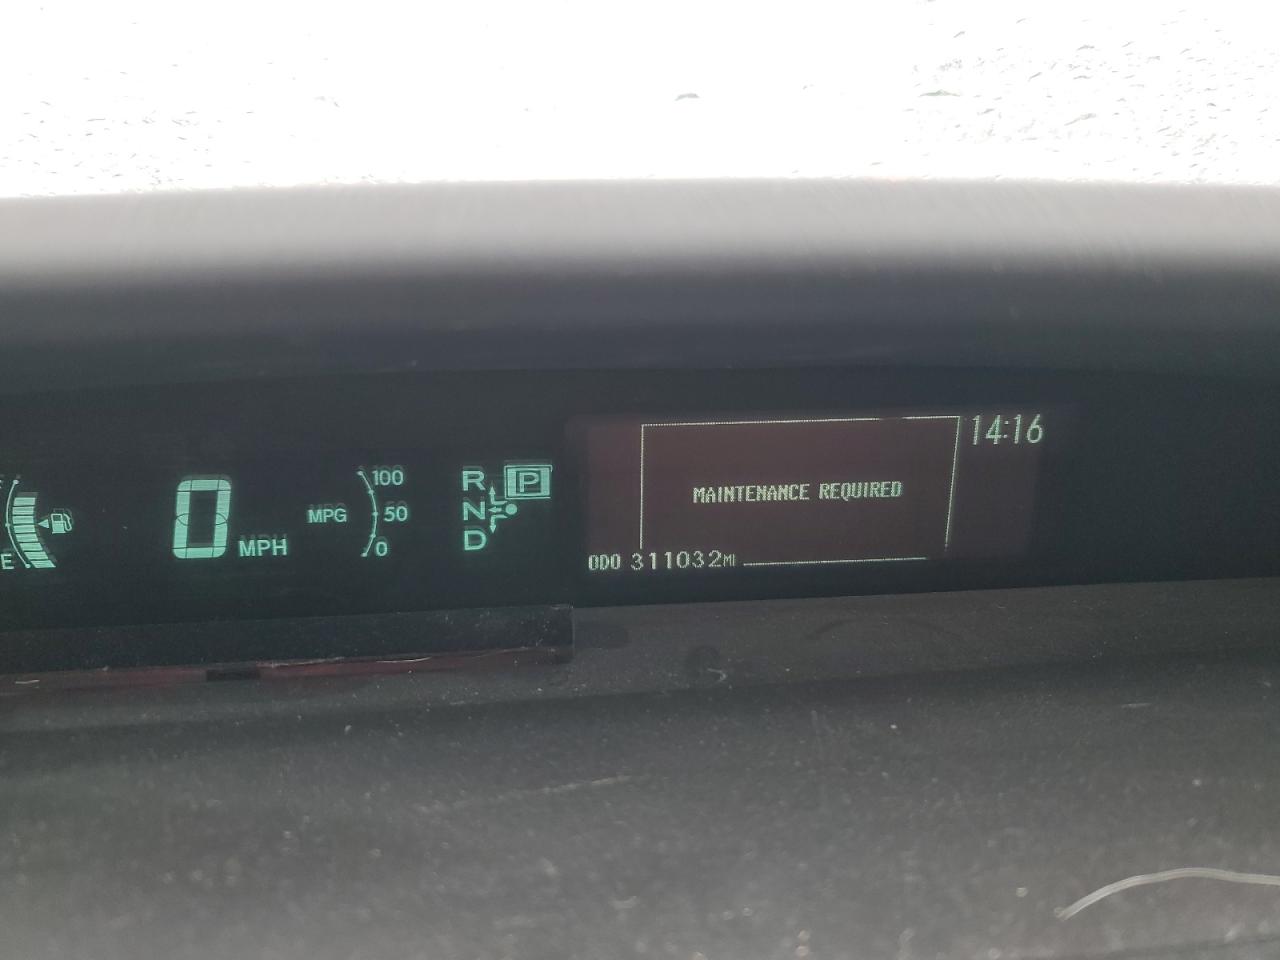 E
0 MPH
MPG
100
50
0
R
P
N
D
14:16
MAINTENANCE REQUIRED
ODO 311032MI